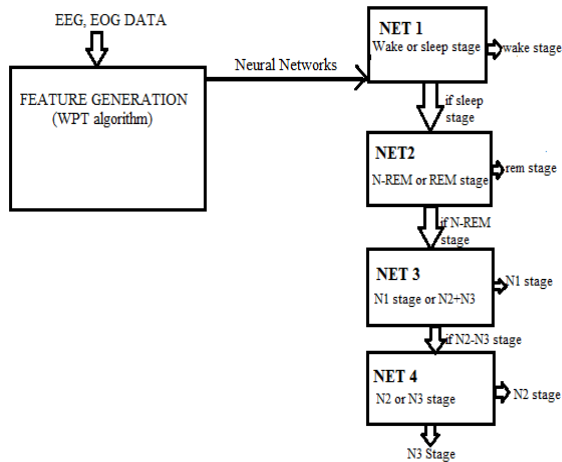 EEG, EOG DATA
FEATURE GENERATION
(WPT algorithm)
Neural Networks
NET 1
Wake or sleep stage
wake stage
if sleep
stage
NET2
N-REM or REM stage
rem stage
if N-REM
stage
NET 3
N1 stage or N2+N3
N1 stage
if N2-N3 stage
NET 4
N2 or N3 stage
N2 stage
N3 Stage